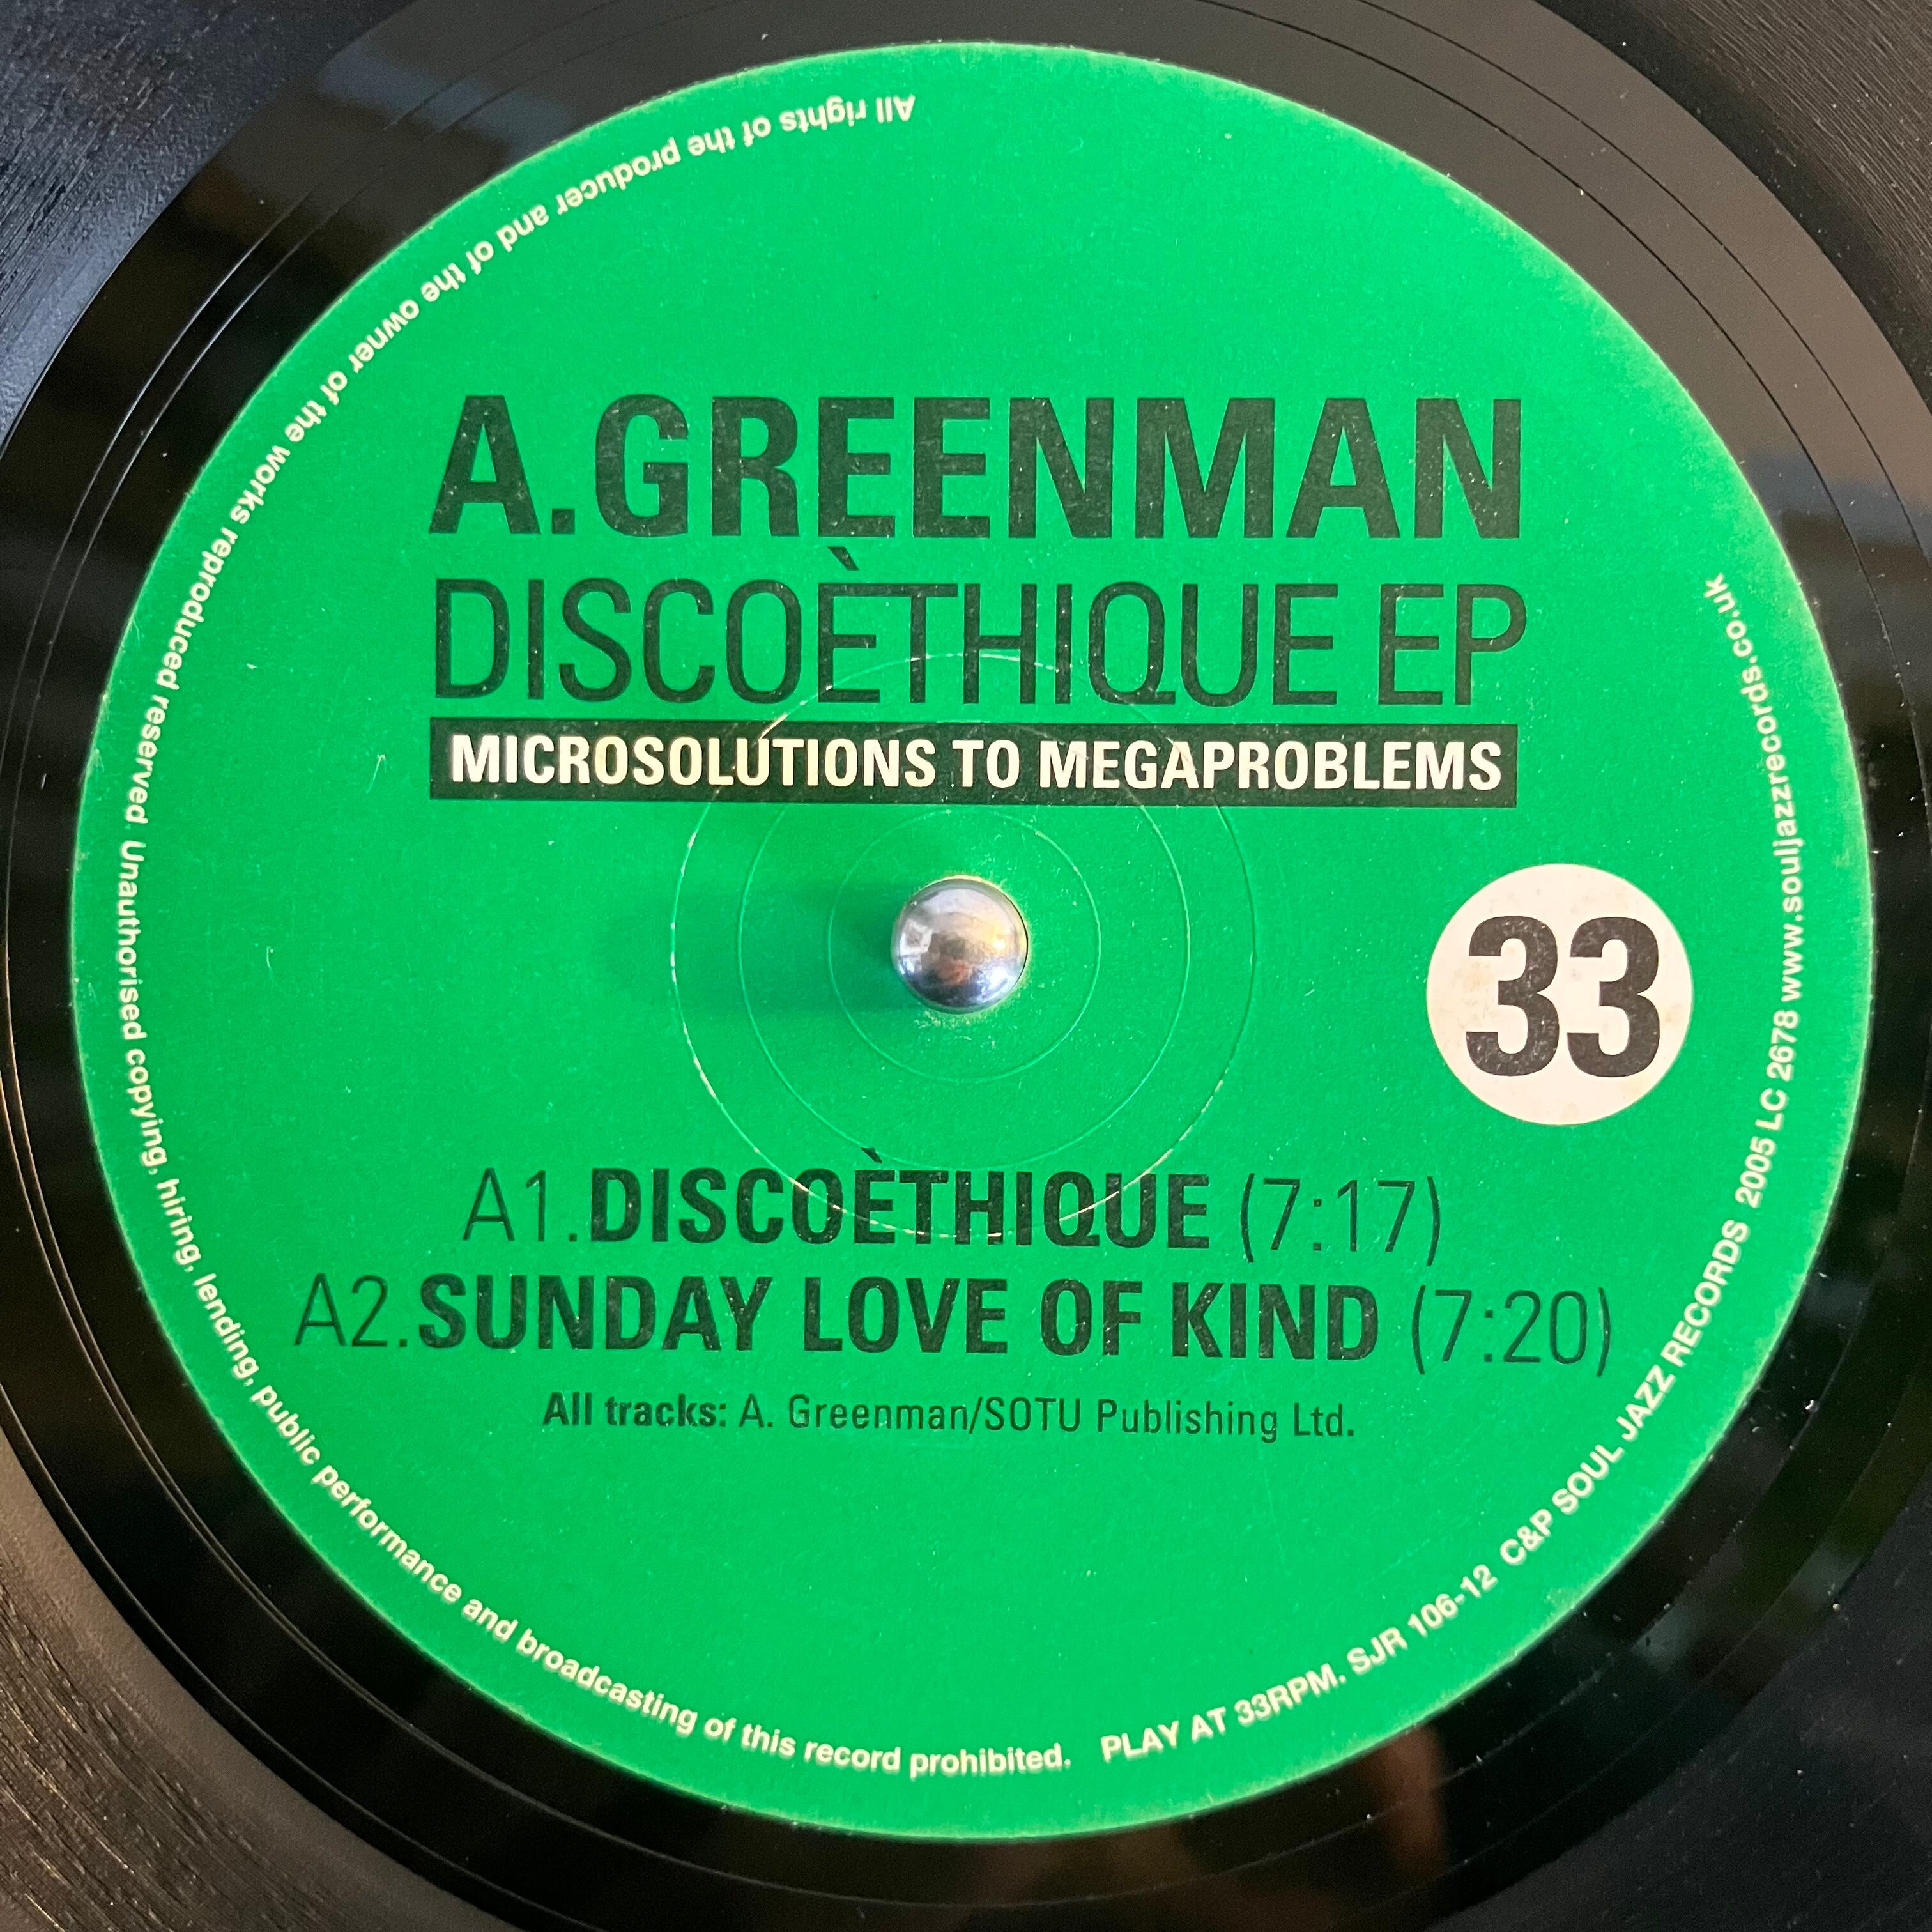 A.GREENMAN
DISCOÈTHIQUE EP
MICROSOLUTIONS TO MEGAPROBLEMS
33
A1.DISCOÈTHIQUE (7:17)
A2.SUNDAY LOVE OF KIND (7:20)
All tracks: A. Greenman/SOTU Publishing Ltd.
All rights of the producer and of the owner of the works reproduced reserved. Unauthorised copying, hiring, lending, public performance and broadcasting of this record prohibited. PLAY AT 33RPM. SJR 106-12 C&P SOUL JAZZ RECORDS 2005 LC 2678 www.souljazzrecords.co.uk